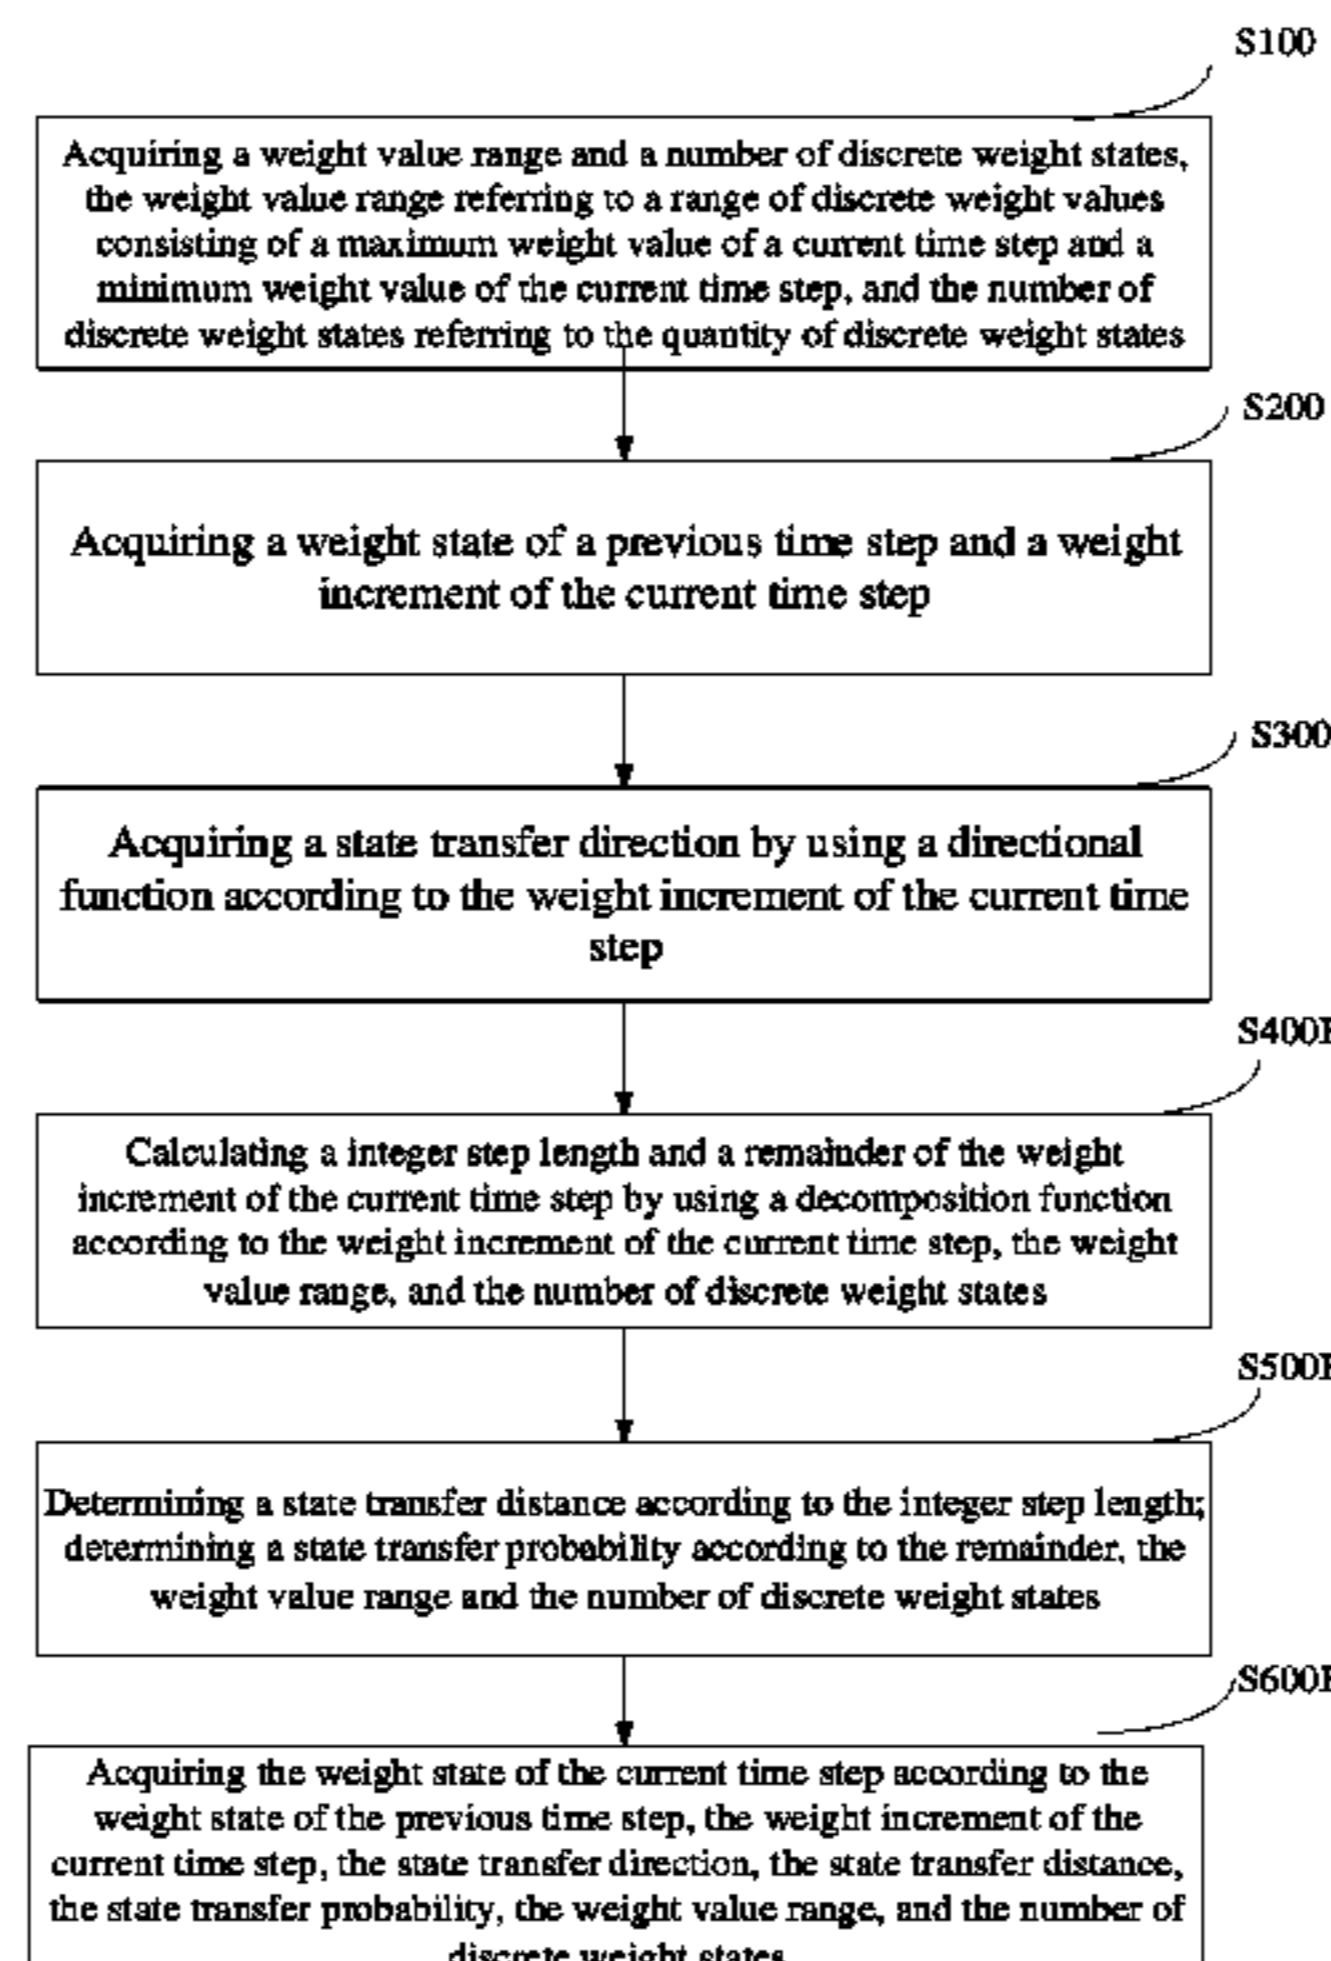 S100
Acquiring a weight value range and a number of discrete weight states,
the weight value range referring to a range of discrete weight values
consisting of a maximum weight value of a current time step and a
minimum weight value of the current time step, and the number of
discrete weight states referring to the quantity of discrete weight states
S200
Acquiring a weight state of a previous time step and a weight
increment of the current time step
S300
Acquiring a state transfer direction by using a directional
function according to the weight increment of the current time
step
Calculating a integer step length and a remainder of the weight
increment of the current time step by using a decomposition function
according to the weight increment of the current time step, the weight
value range, and the number of discrete weight states
Determining a state transfer distance according to the integer step length;
determining a state transfer probability according to the remainder, the
weight value range and the number of discrete weight states
Acquiring the weight state of the current time step according to the
weight state of the previous time step, the weight increment of the
current time step, the state transfer direction, the state transfer distance,
the state transfer probability, the weight value range, and the number of
discrete weight states